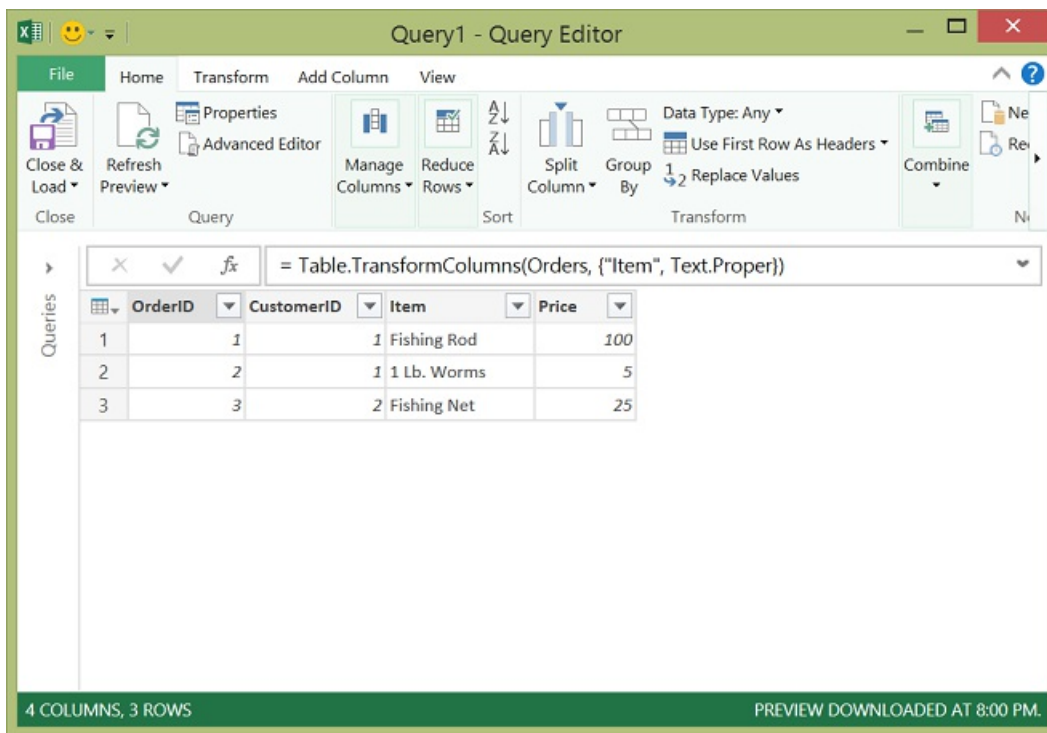 Query1 - Query Editor
File Home Transform Add Column View
Close & Load
Refresh Preview
Properties
Advanced Editor
Manage Columns
Reduce Rows
Split Column
Group By
Data Type: Any
Use First Row As Headers
1 2 Replace Values
Combine
Close Query Sort Transform
fx = Table.TransformColumns(Orders, {"Item", Text.Proper})
Queries
OrderID CustomerID Item Price
1 1 1 Fishing Rod 100
2 2 1 1 Lb. Worms 5
3 3 2 Fishing Net 25
4 COLUMNS, 3 ROWS PREVIEW DOWNLOADED AT 8:00 PM.